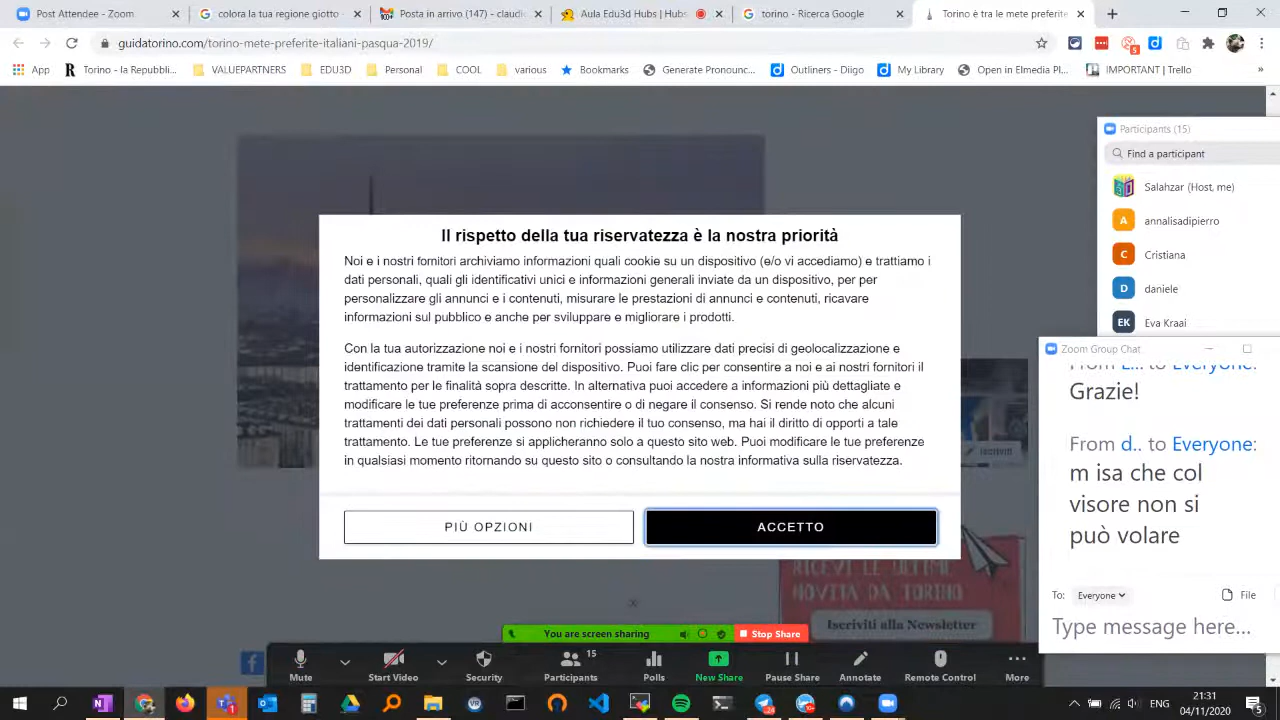 Post Attendee - Zoom
colora la tua regione giotto -
Posta in arrivo (147) - claudi
Aula Edu3d Hubs | Hubs
torino - Ricerca Google
Torino è tra le mete preferite
guidatorino.com/torino-mete-preferite-italiani-pasqua-2019/
5
App
Torino - la Repubbli...
VALUEPARTNERS
EDU3D
Personal
COOL
various
Bookmarks
Generate Pronounc...
Outliners - Diigo
My Library
Open in Elmedia Pl...
IMPORTANT | Trello
»
Participants (15)
Find a participant
Salahzar (Host, me)
A annalisadipierro
C Cristiana
D daniele
EK Eva Kraai
Il rispetto della tua riservatezza è la nostra priorità
Noi e i nostri fornitori archiviamo informazioni quali cookie su un dispositivo (e/o vi accediamo) e trattiamo i
dati personali, quali gli identificativi unici e informazioni generali inviate da un dispositivo, per per
personalizzare gli annunci e i contenuti, misurare le prestazioni di annunci e contenuti, ricavare
informazioni sul pubblico e anche per sviluppare e migliorare i prodotti.
Con la tua autorizzazione noi e i nostri fornitori possiamo utilizzare dati precisi di geolocalizzazione e
identificazione tramite la scansione del dispositivo. Puoi fare clic per consentire a noi e ai nostri fornitori il
trattamento per le finalità sopra descritte. In alternativa puoi accedere a informazioni più dettagliate e
modificare le tue preferenze prima di acconsentire o di negare il consenso. Si rende noto che alcuni
trattamenti dei dati personali possono non richiedere il tuo consenso, ma hai il diritto di opporti a tale
trattamento. Le tue preferenze si applicheranno solo a questo sito web. Puoi modificare le tue preferenze
in qualsiasi momento ritornando su questo sito o consultando la nostra informativa sulla riservatezza.
PIÙ OPZIONI
ACCETTO
Iscriviti
Zoom Group Chat
From E... to Everyone:
Grazie!
From d.. to Everyone:
m isa che col
visore non si
può volare
To: Everyone
File
Type message here...
RICEVI LE ULTIME
NOVITÀ DA TORINO
Iscriviti alla Newsletter
You are screen sharing
Stop Share
Mute
Start Video
Security
15
Participants
Polls
New Share
Pause Share
Annotate
Remote Control
More
21:31
04/11/2020
5